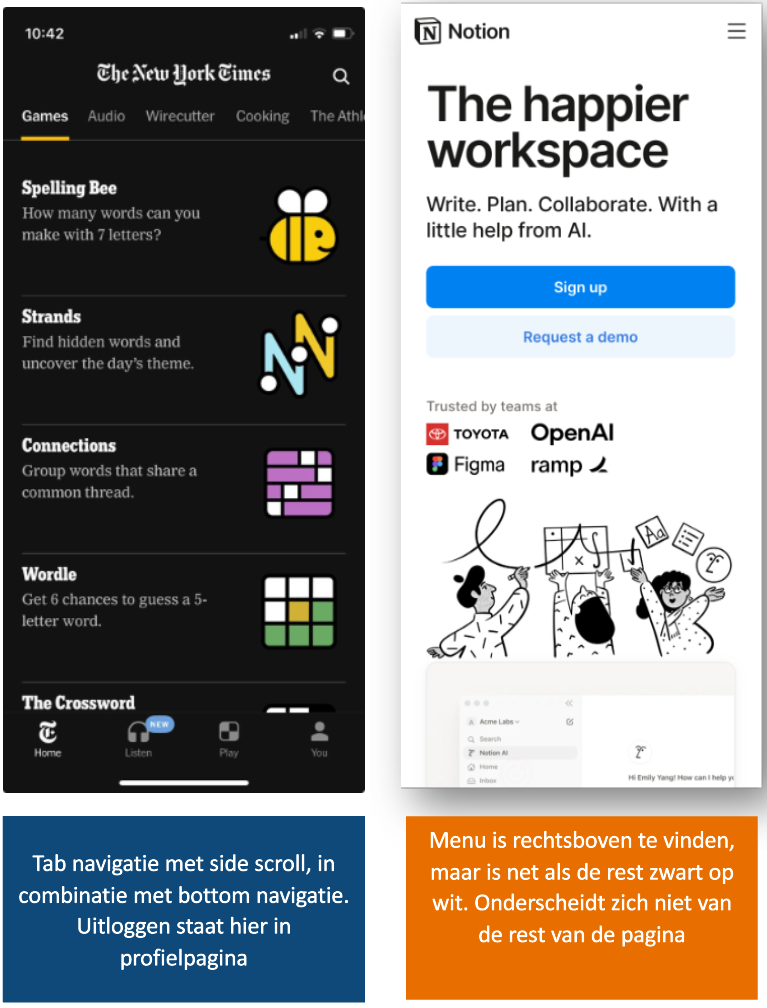 10:42
The New York Times
Games Audio Wirecutter Cooking The Athl
Spelling Bee
How many words can you
make with 7 letters?
Strands
Find hidden words and
uncover the day's theme.
Connections
Group words that share a
common thread.
Wordle
Get 6 chances to guess a 5-
letter word.
The Crossword
NEW
Home Listen Play You
Tab navigatie met side scroll, in
combinatie met bottom navigatie.
Uitloggen staat hier in
profielpagina
Notion
The happier
workspace
Write. Plan. Collaborate. With a
little help from AI.
Sign up
Request a demo
Trusted by teams at
TOYOTA OpenAI
Figma ramp
Aa
A Acme Labs
Search
Notion AI
Home
Inbox
Hi Emily Yang! How can I help yo
Menu is rechtsboven te vinden,
maar is net als de rest zwart op
wit. Onderscheidt zich niet van
de rest van de pagina